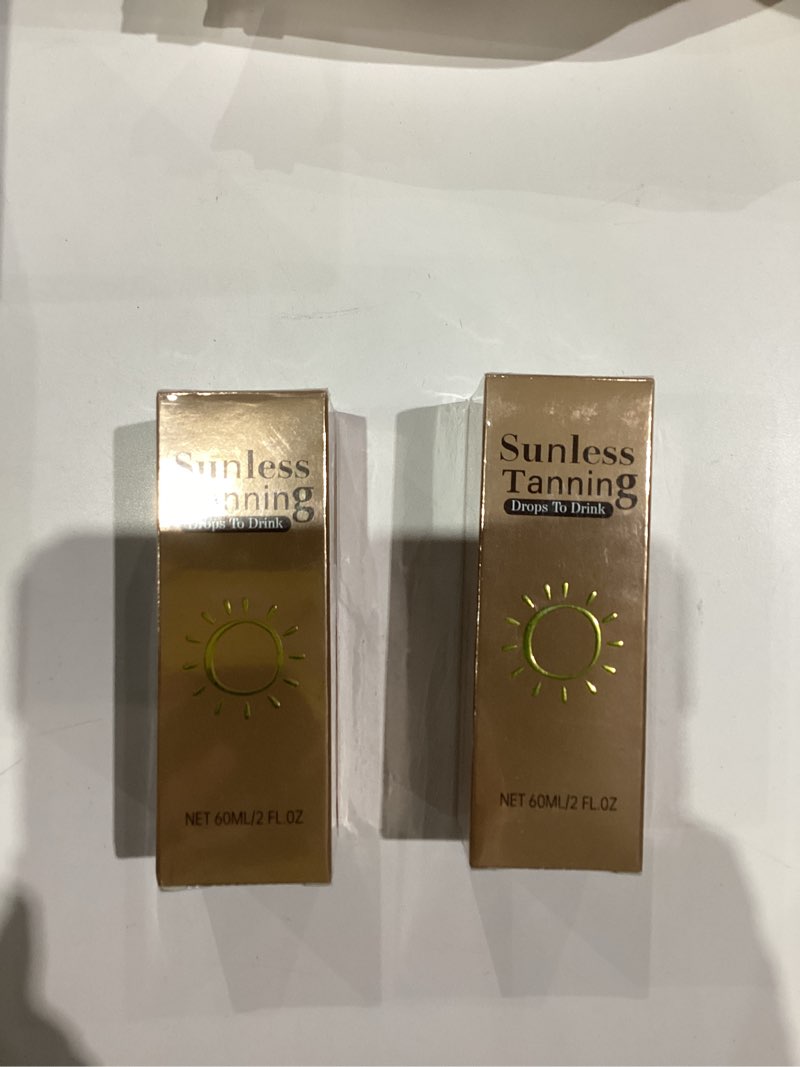 Sunless
Tanning
Drops To Drink
NET 60ML/2 FL.OZ
Sunless
Tanning
Drops To Drink
NET 60ML/2 FL.OZ